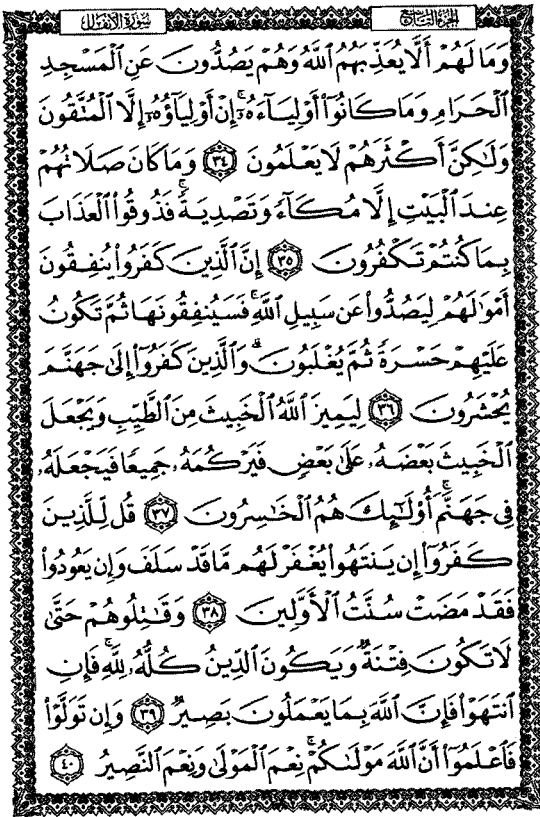 الجزء التاسع سورة الأنفال
وَمَا لَهُمْ أَلَّا يُعَذِّبَهُمُ ٱللَّهُ وَهُمْ يَصُدُّونَ عَنِ ٱلْمَسْجِدِ
ٱلْحَرَامِ وَمَا كَانُوٓا۟ أَوْلِيَآءَهُۥٓ ۚ إِنْ أَوْلِيَآؤُهُۥٓ إِلَّا ٱلْمُتَّقُونَ
وَلَٰكِنَّ أَكْثَرَهُمْ لَا يَعْلَمُونَ ٣٤ وَمَا كَانَ صَلَاتُهُمْ
عِندَ ٱلْبَيْتِ إِلَّا مُكَآءً وَتَصْدِيَةً ۚ فَذُوقُوا۟ ٱلْعَذَابَ
بِمَا كُنتُمْ تَكْفُرُونَ ٣٥ إِنَّ ٱلَّذِينَ كَفَرُوا۟ يُنفِقُونَ
أَمْوَٰلَهُمْ لِيَصُدُّوا۟ عَن سَبِيلِ ٱللَّهِ ۚ فَسَيُنفِقُونَهَا ثُمَّ تَكُونُ
عَلَيْهِمْ حَسْرَةً ثُمَّ يُغْلَبُونَ ۗ وَٱلَّذِينَ كَفَرُوٓا۟ إِلَىٰ جَهَنَّمَ
يُحْشَرُونَ ٣٦ لِيَمِيزَ ٱللَّهُ ٱلْخَبِيثَ مِنَ ٱلطَّيِّبِ وَيَجْعَلَ
ٱلْخَبِيثَ بَعْضَهُۥ عَلَىٰ بَعْضٍ فَيَرْكُمَهُۥ جَمِيعًا فَيَجْعَلَهُۥ
فِى جَهَنَّمَ ۚ أُو۟لَٰٓئِكَ هُمُ ٱلْخَٰسِرُونَ ٣٧ قُل لِّلَّذِينَ
كَفَرُوٓا۟ إِن يَنتَهُوا۟ يُغْفَرْ لَهُم مَّا قَدْ سَلَفَ وَإِن يَعُودُوا۟
فَقَدْ مَضَتْ سُنَّتُ ٱلْأَوَّلِينَ ٣٨ وَقَٰتِلُوهُمْ حَتَّىٰ
لَا تَكُونَ فِتْنَةٌ وَيَكُونَ ٱلدِّينُ كُلُّهُۥ لِلَّهِ ۚ فَإِنِ
ٱنتَهَوْا۟ فَإِنَّ ٱللَّهَ بِمَا يَعْمَلُونَ بَصِيرٌ ٣٩ وَإِن تَوَلَّوْا۟
فَٱعْلَمُوٓا۟ أَنَّ ٱللَّهَ مَوْلَىٰكُمْ ۚ نِعْمَ ٱلْمَوْلَىٰ وَنِعْمَ ٱلنَّصِيرُ ٤٠